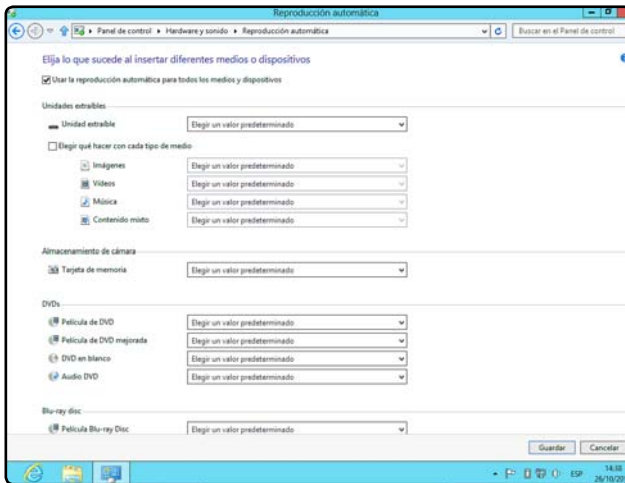 Reproducción automática
Panel de control ▸ Hardware y sonido ▸ Reproducción automática
Buscar en el Panel de control
Elija lo que sucede al insertar diferentes medios o dispositivos
Usar la reproducción automática para todos los medios y dispositivos
Unidades extraíbles
Unidad extraíble Elegir un valor predeterminado
Elegir qué hacer con cada tipo de medio
Imágenes Elegir un valor predeterminado
Vídeos Elegir un valor predeterminado
Música Elegir un valor predeterminado
Contenido mixto Elegir un valor predeterminado
Almacenamiento de cámara
Tarjeta de memoria Elegir un valor predeterminado
DVDs
Película de DVD Elegir un valor predeterminado
Película de DVD mejorada Elegir un valor predeterminado
DVD en blanco Elegir un valor predeterminado
Audio DVD Elegir un valor predeterminado
Blu-ray disc
Película Blu-ray Disc Elegir un valor predeterminado
Guardar Cancelar
ESP 14:38
26/10/20